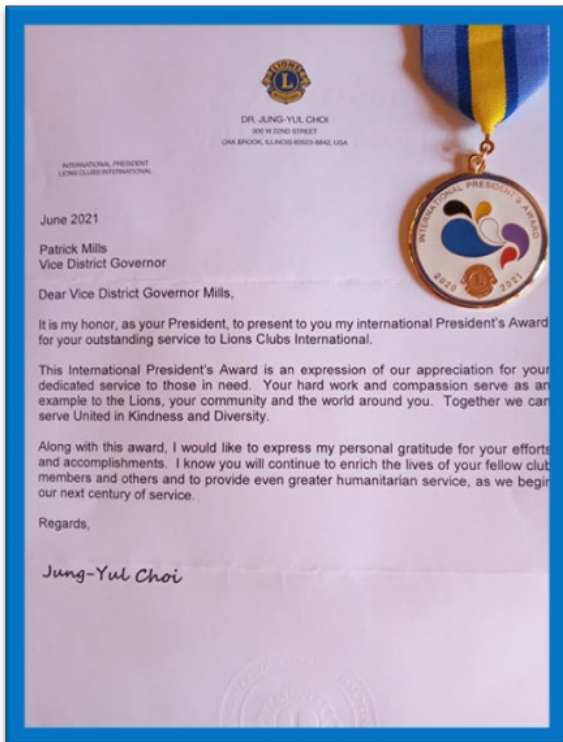 LIONS
L
INTERNATIONAL
DR. JUNG-YUL CHOI
300 W 22ND STREET
OAK BROOK, ILLINOIS 60523-8842, USA
INTERNATIONAL PRESIDENT
LIONS CLUBS INTERNATIONAL
INTERNATIONAL PRESIDENT'S AWARD
2020 2021
June 2021
Patrick Mills
Vice District Governor
Dear Vice District Governor Mills,
It is my honor, as your President, to present to you my international President's Award
for your outstanding service to Lions Clubs International.
This International President's Award is an expression of our appreciation for your
dedicated service to those in need. Your hard work and compassion serve as an
example to the Lions, your community and the world around you. Together we can
serve United in Kindness and Diversity.
Along with this award, I would like to express my personal gratitude for your efforts
and accomplishments. I know you will continue to enrich the lives of your fellow club
members and others and to provide even greater humanitarian service, as we begin
our next century of service.
Regards,
Jung-Yul Choi